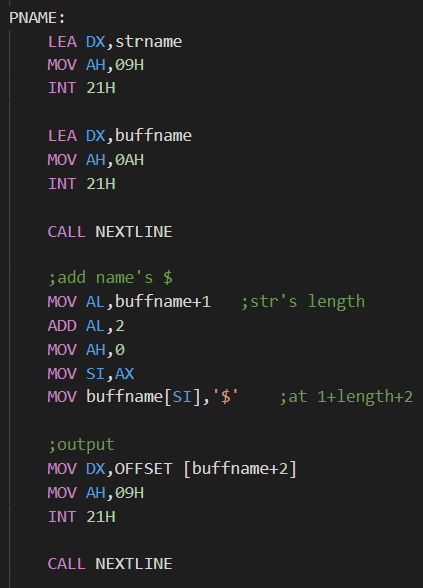 PNAME:
LEA DX,strname
MOV AH,09H
INT 21H
LEA DX,buffname
MOV AH,0AH
INT 21H
CALL NEXTLINE
;add name's $
MOV AL,buffname+1 ;str's length
ADD AL,2
MOV AH,0
MOV SI,AX
MOV buffname[SI],'$' ;at 1+length+2
;output
MOV DX,OFFSET [buffname+2]
MOV AH,09H
INT 21H
CALL NEXTLINE